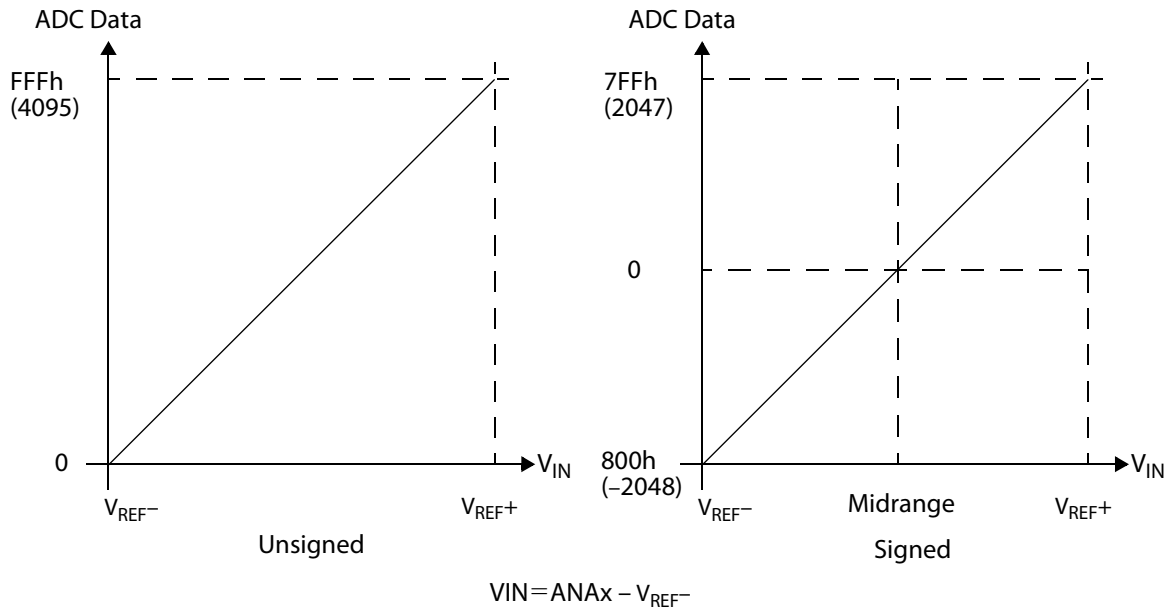 ADC Data
FFFh
(4095)
0
V_IN
V_REF−
V_REF+
Unsigned
ADC Data
7FFh
(2047)
0
800h
(–2048)
V_IN
V_REF−
Midrange
V_REF+
Signed
VIN=ANAx – V_REF−